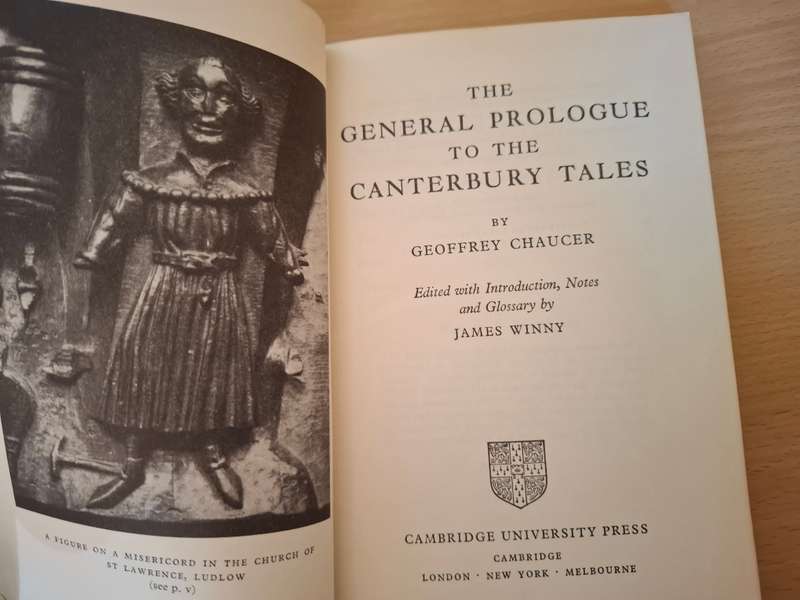 A FIGURE ON A MISERICORD IN THE CHURCH OF
ST LAWRENCE, LUDLOW
(see p. v)
THE
GENERAL PROLOGUE
TO THE
CANTERBURY TALES
BY
GEOFFREY CHAUCER
Edited with Introduction, Notes
and Glossary by
JAMES WINNY
CAMBRIDGE UNIVERSITY PRESS
CAMBRIDGE
LONDON · NEW YORK · MELBOURNE